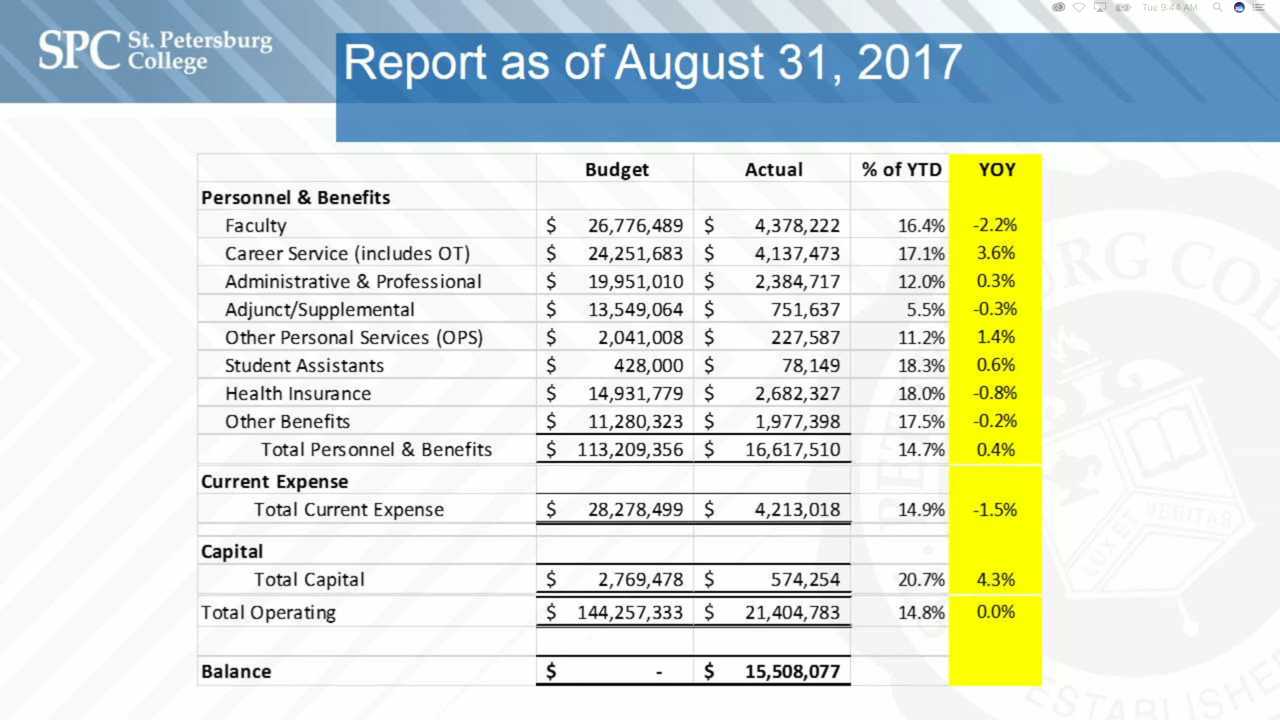 Tue 9:44 AM
SPC St. Petersburg College
Report as of August 31, 2017
Budget Actual % of YTD YOY
Personnel & Benefits
Faculty $ 26,776,489 $ 4,378,222 16.4% -2.2%
Career Service (includes OT) $ 24,251,683 $ 4,137,473 17.1% 3.6%
Administrative & Professional $ 19,951,010 $ 2,384,717 12.0% 0.3%
Adjunct/Supplemental $ 13,549,064 $ 751,637 5.5% -0.3%
Other Personal Services (OPS) $ 2,041,008 $ 227,587 11.2% 1.4%
Student Assistants $ 428,000 $ 78,149 18.3% 0.6%
Health Insurance $ 14,931,779 $ 2,682,327 18.0% -0.8%
Other Benefits $ 11,280,323 $ 1,977,398 17.5% -0.2%
Total Personnel & Benefits $ 113,209,356 $ 16,617,510 14.7% 0.4%
Current Expense
Total Current Expense $ 28,278,499 $ 4,213,018 14.9% -1.5%
Capital
Total Capital $ 2,769,478 $ 574,254 20.7% 4.3%
Total Operating $ 144,257,333 $ 21,404,783 14.8% 0.0%
Balance $ - $ 15,508,077
LUX ET VERITAS